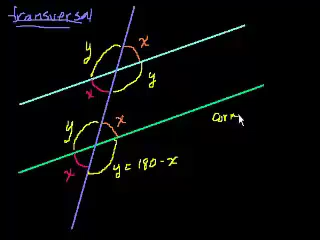 Transversal
y
x
x
y
y
x
x
y = 180 - x
corr